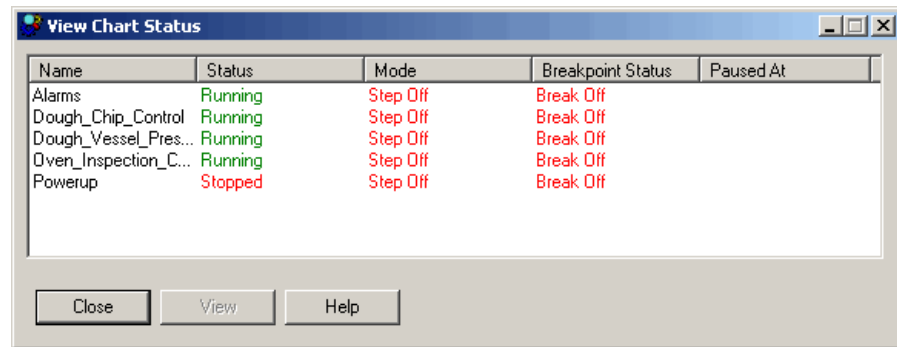 View Chart Status
Name Status Mode Breakpoint Status Paused At
Alarms Running Step Off Break Off
Dough_Chip_Control Running Step Off Break Off
Dough_Vessel_Pres... Running Step Off Break Off
Oven_Inspection_C... Running Step Off Break Off
Powerup Stopped Step Off Break Off
Close View Help